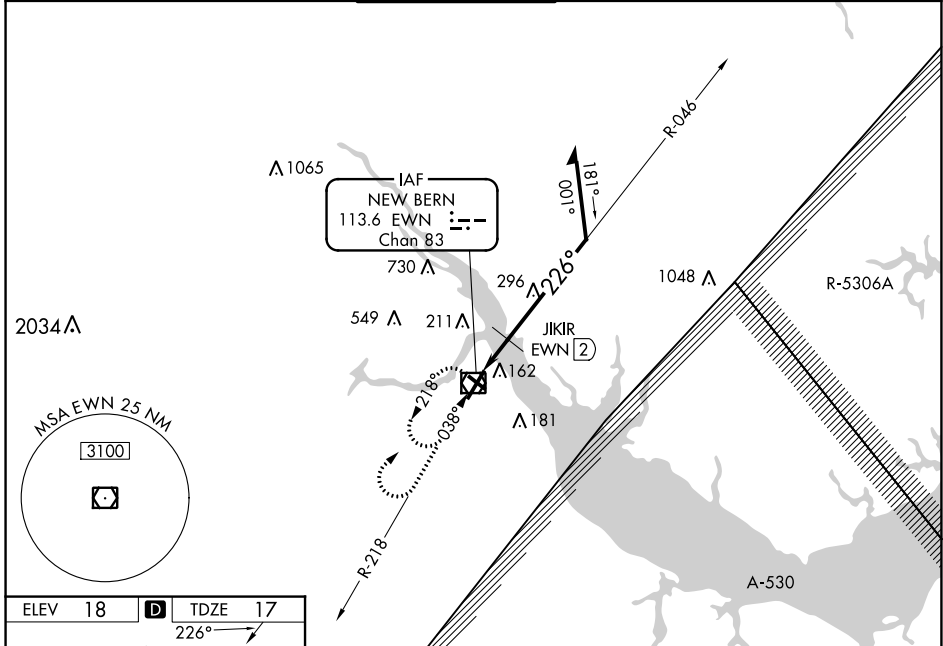 R-046
1065
IAF
NEW BERN
113.6 EWN
Chan 83
181°
001°
730
296
226°
1048
R-5306A
2034
549
211
JIKIR
EWN 2
162
218°
038°
181
MSA EWN 25 NM
3100
R-218
A-530
ELEV 18 D TDZE 17
226°